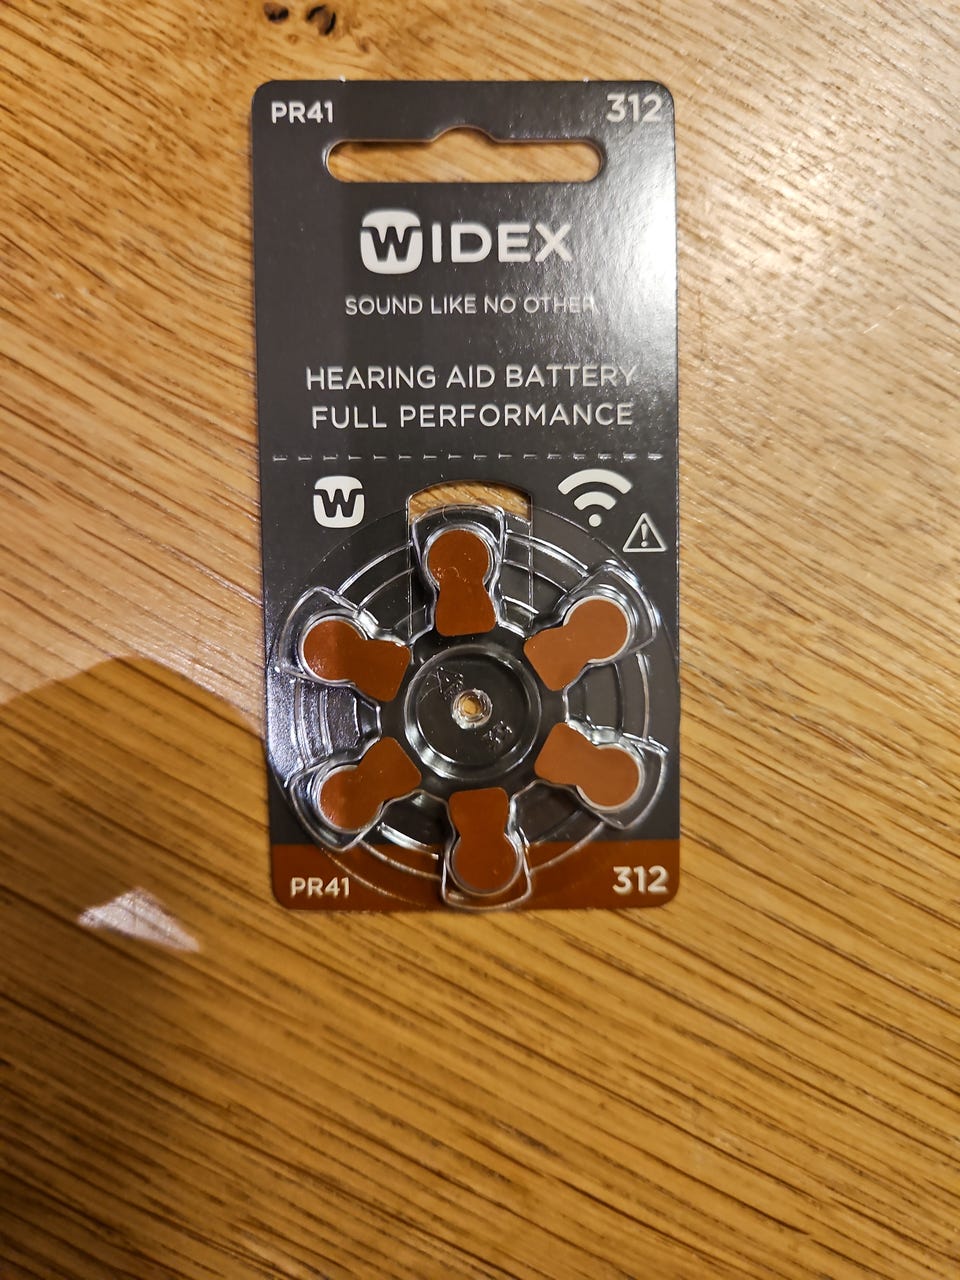 PR41 312
WIDEX
SOUND LIKE NO OTHER
HEARING AID BATTERY
FULL PERFORMANCE
W
PR41 312